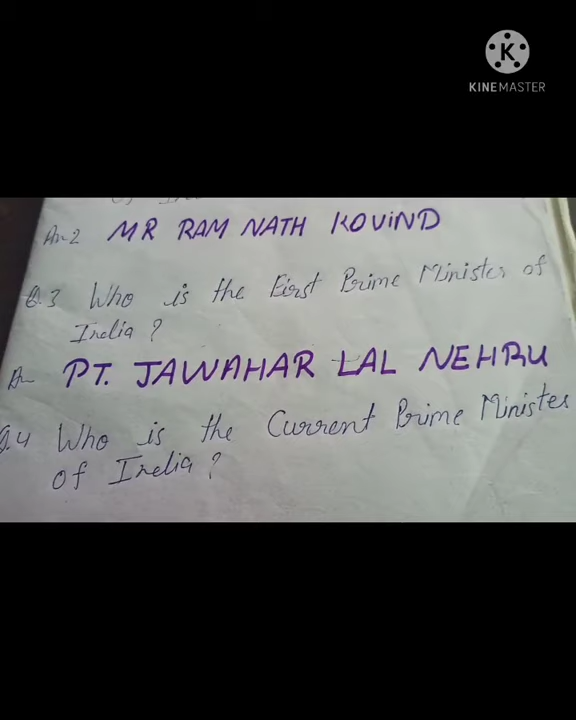 K
KINEMASTER
An 2 MR RAM NATH KOViND
Q.3 Who is the First Prime Minister of
India ?
An PT. JAWAHAR LAL NEHRU
Q.4 Who is the Current Prime Minister
of India ?